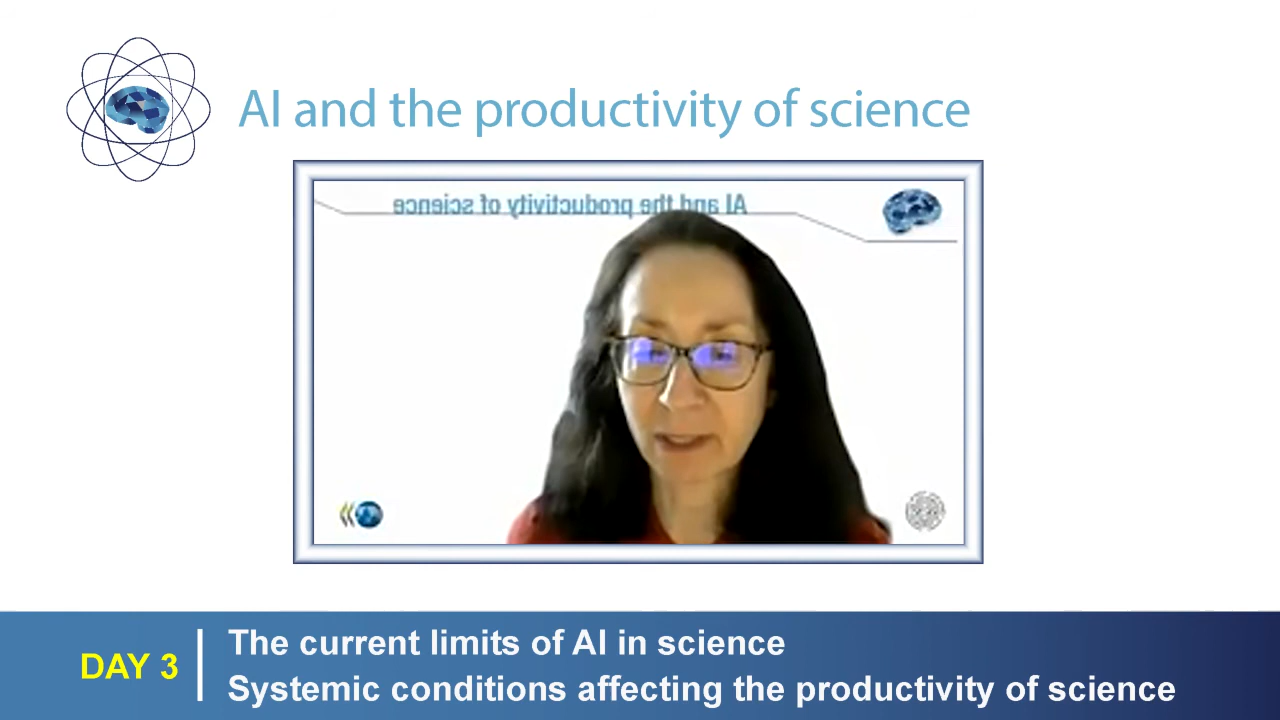 AI and the productivity of science
AI and the productivity of science
DAY 3
The current limits of AI in science
Systemic conditions affecting the productivity of science